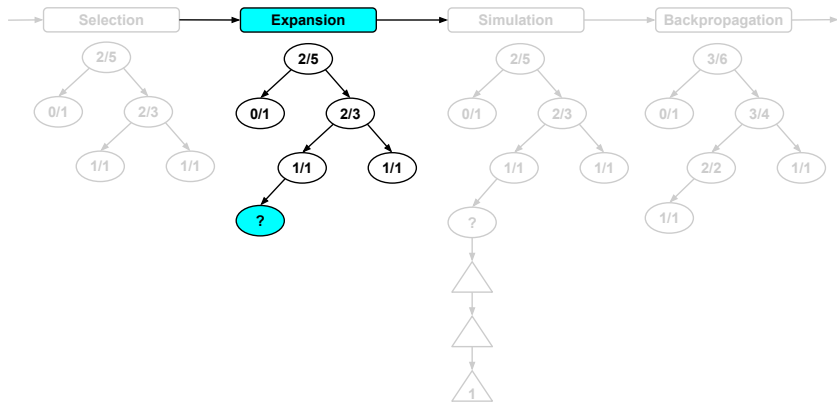 Selection Expansion Simulation Backpropagation
2/5 2/5 2/5 3/6
0/1 2/3 0/1 2/3 0/1 2/3 0/1 3/4
1/1 1/1 1/1 1/1 1/1 1/1 2/2 1/1
? ? 1/1
1